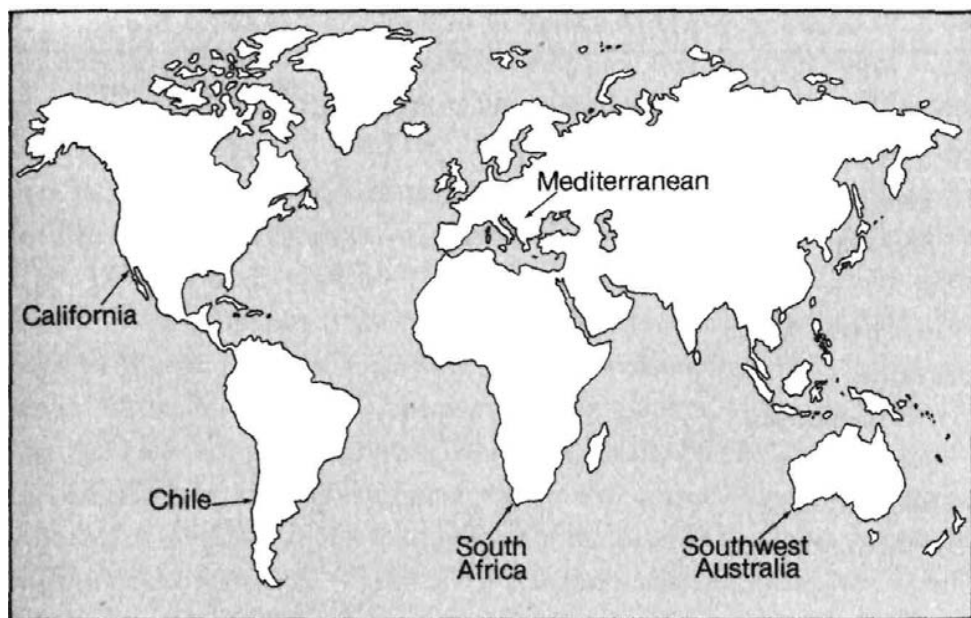 Mediterranean
California
Chile
South
Africa
Southwest
Australia